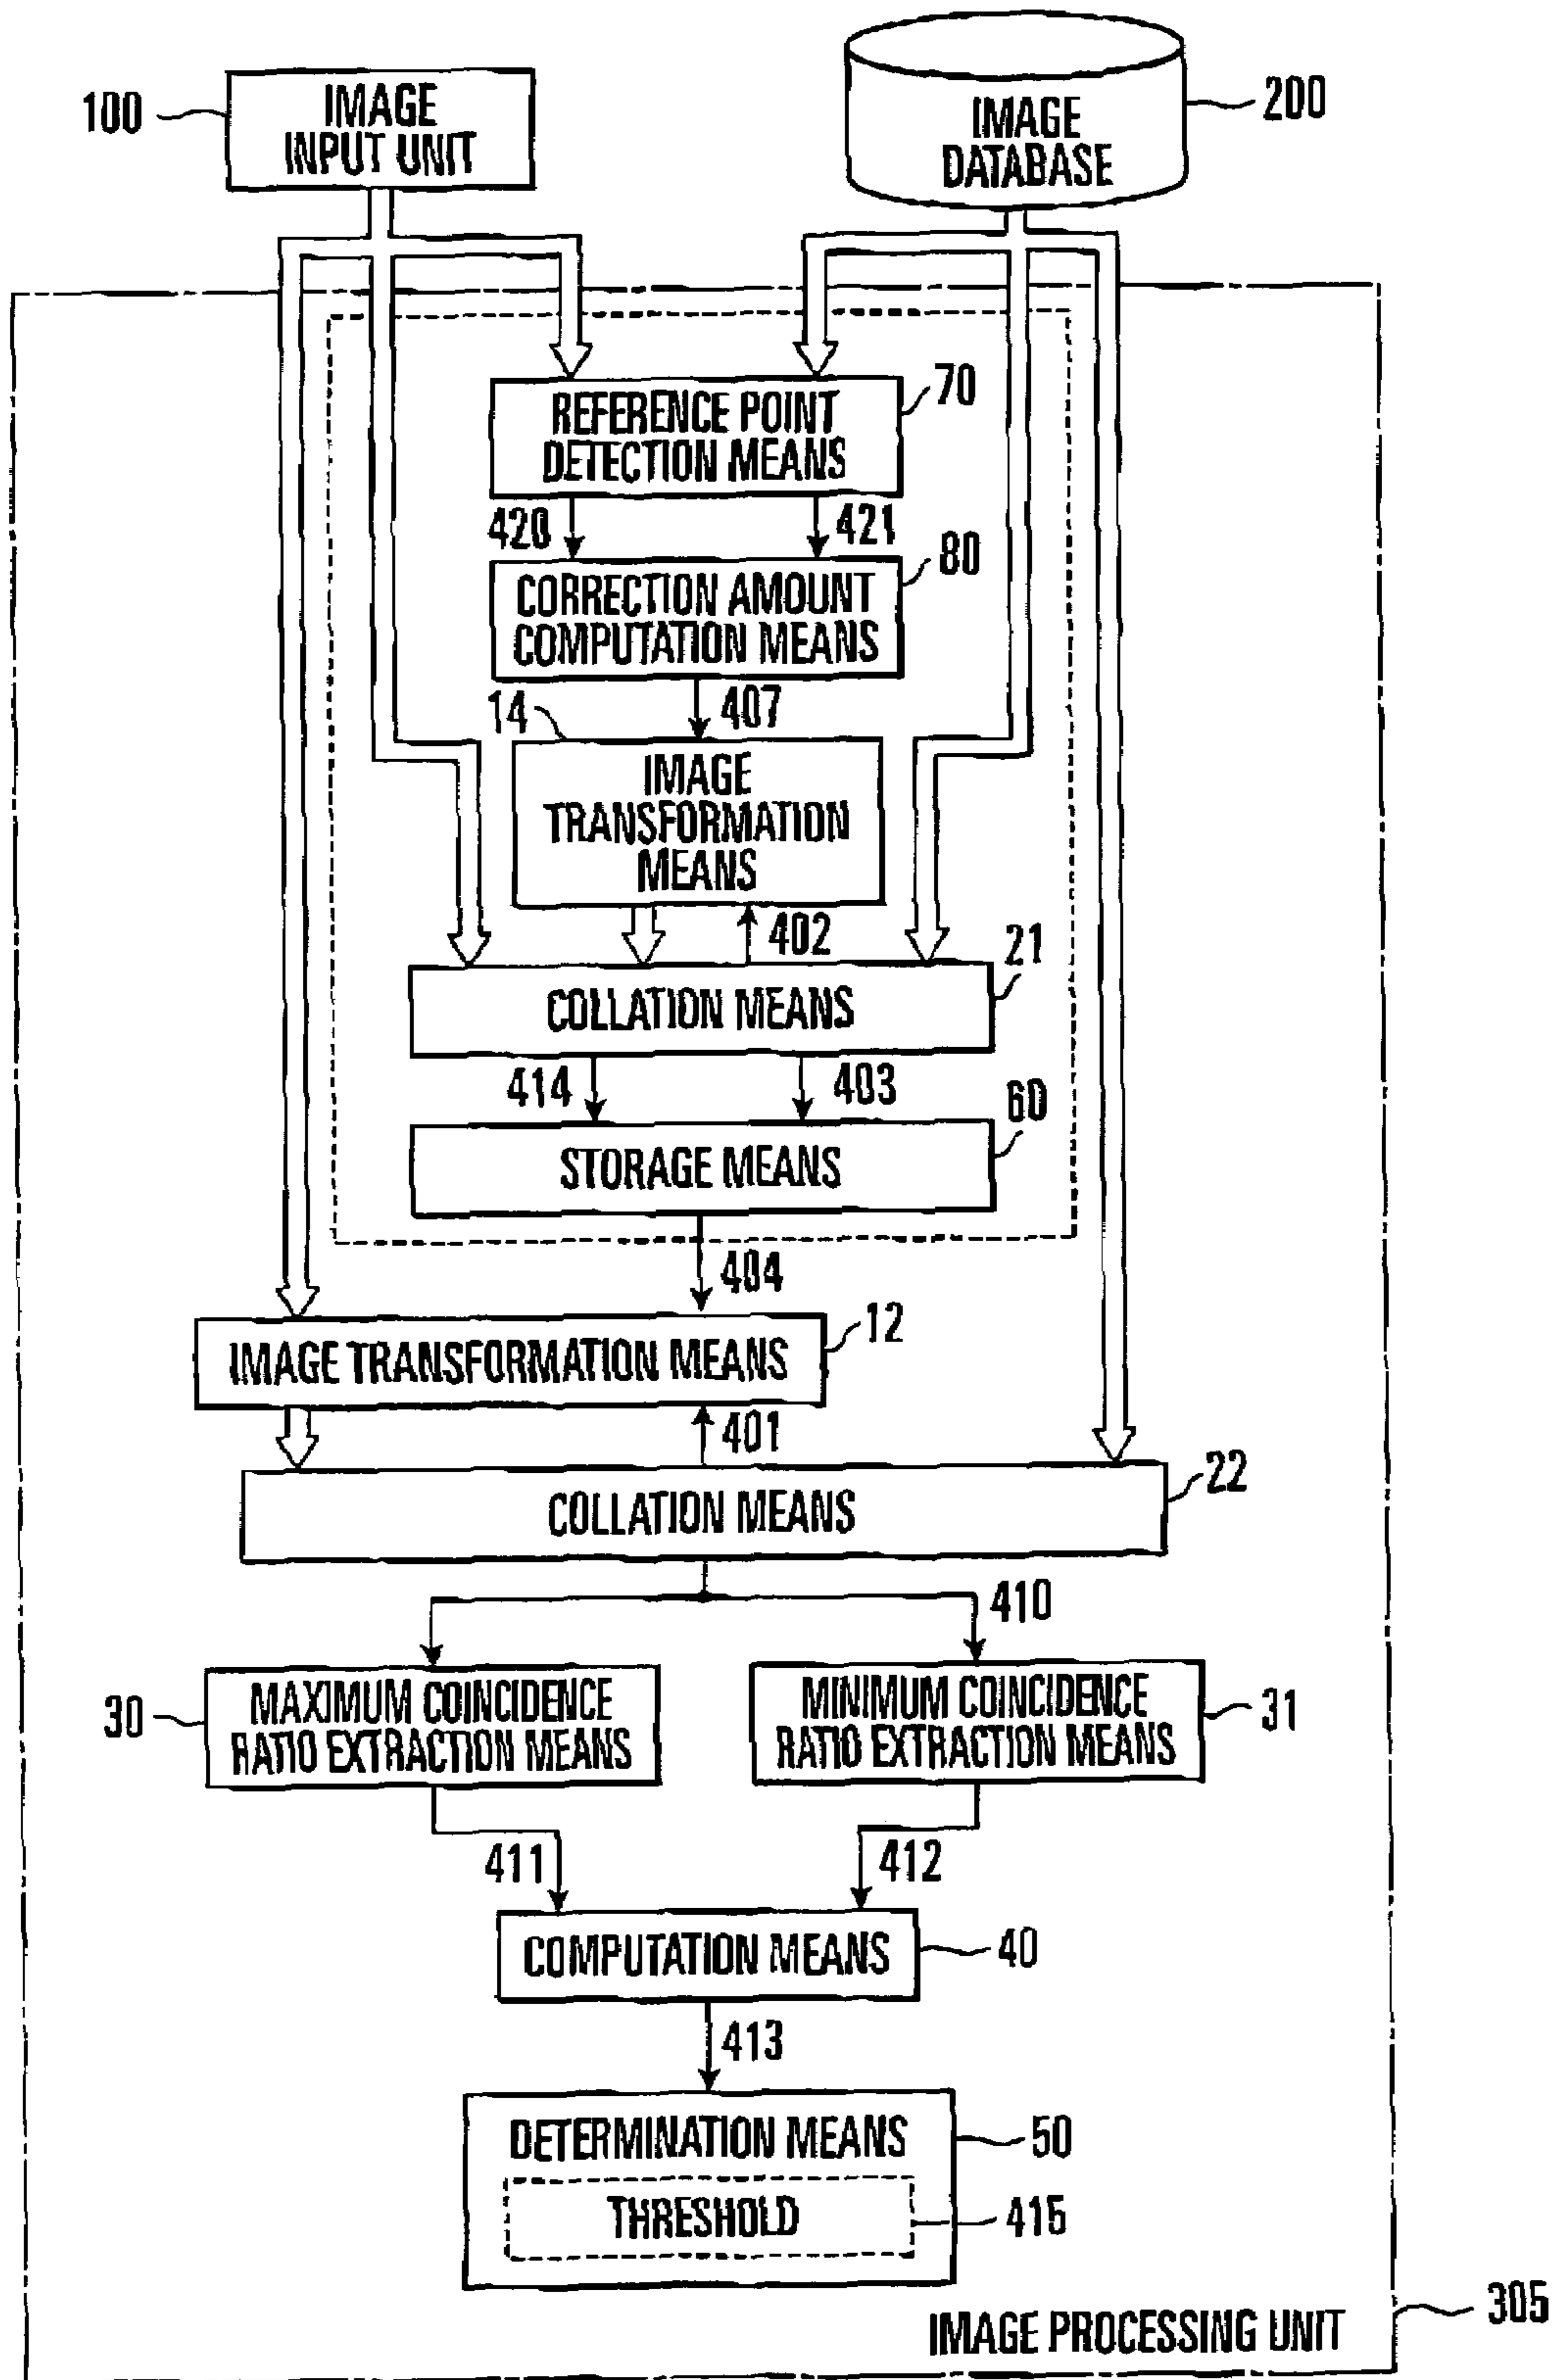 100
IMAGE
INPUT UNIT
IMAGE
DATABASE
200
REFERENCE POINT
DETECTION MEANS
70
420
421
CORRECTION AMOUNT
COMPUTATION MEANS
80
407
14
IMAGE
TRANSFORMATION
MEANS
402
COLLATION MEANS
21
414
403
STORAGE MEANS
60
404
IMAGE TRANSFORMATION MEANS
12
401
COLLATION MEANS
22
410
30
MAXIMUM COINCIDENCE
RATIO EXTRACTION MEANS
MINIMUM COINCIDENCE
RATIO EXTRACTION MEANS
31
411
412
COMPUTATION MEANS
40
413
DETERMINATION MEANS
50
THRESHOLD
415
IMAGE PROCESSING UNIT
305